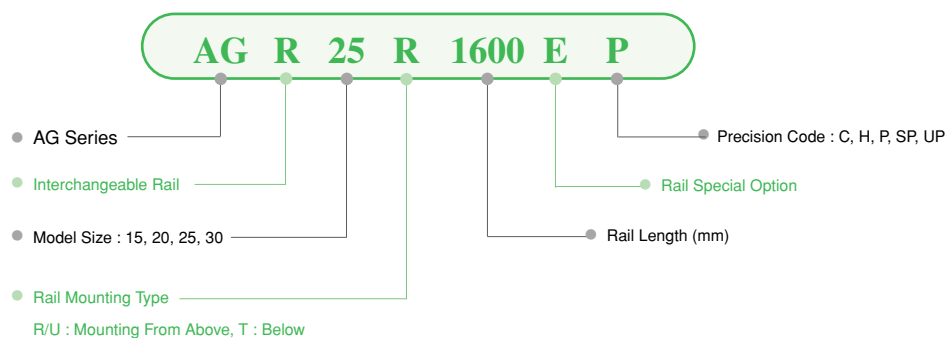 AG R 25 R 1600 E P
AG Series
Precision Code : C, H, P, SP, UP
Interchangeable Rail
Rail Special Option
Model Size : 15, 20, 25, 30
Rail Length (mm)
Rail Mounting Type
R/U : Mounting From Above, T : Below